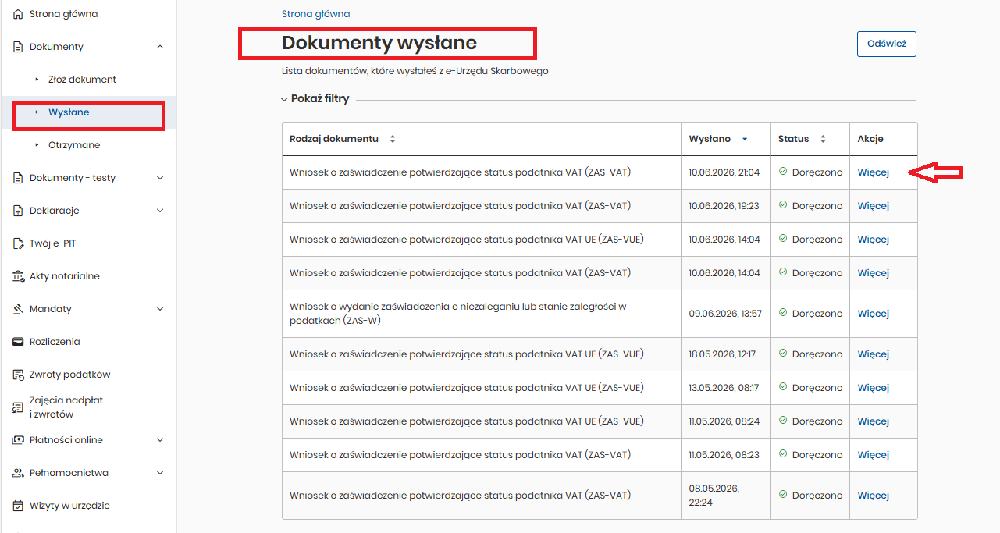 Strona główna
Dokumenty
Złóż dokument
Wysłane
Otrzymane
Dokumenty - testy
Deklaracje
Twój e-PIT
Akty notarialne
Mandaty
Rozliczenia
Zwroty podatków
Zajęcia nadpłat
i zwrotów
Płatności online
Pełnomocnictwa
Wizyty w urzędzie
Strona główna
Dokumenty wysłane
Odśwież
Lista dokumentów, które wysłałeś z e-Urzędu Skarbowego
Pokaż filtry
Rodzaj dokumentu Wysłano Status Akcje
Wniosek o zaświadczenie potwierdzające status podatnika VAT (ZAS-VAT) 10.06.2026, 21:04 Doręczono Więcej
Wniosek o zaświadczenie potwierdzające status podatnika VAT (ZAS-VAT) 10.06.2026, 19:23 Doręczono Więcej
Wniosek o zaświadczenie potwierdzające status podatnika VAT UE (ZAS-VUE) 10.06.2026, 14:04 Doręczono Więcej
Wniosek o zaświadczenie potwierdzające status podatnika VAT (ZAS-VAT) 10.06.2026, 14:04 Doręczono Więcej
Wniosek o wydanie zaświadczenia o niezaleganiu lub stanie zaległości w
podatkach (ZAS-W) 09.06.2026, 13:57 Doręczono Więcej
Wniosek o zaświadczenie potwierdzające status podatnika VAT UE (ZAS-VUE) 18.05.2026, 12:17 Doręczono Więcej
Wniosek o zaświadczenie potwierdzające status podatnika VAT UE (ZAS-VUE) 13.05.2026, 08:17 Doręczono Więcej
Wniosek o zaświadczenie potwierdzające status podatnika VAT UE (ZAS-VUE) 11.05.2026, 08:24 Doręczono Więcej
Wniosek o zaświadczenie potwierdzające status podatnika VAT (ZAS-VAT) 11.05.2026, 08:23 Doręczono Więcej
Wniosek o zaświadczenie potwierdzające status podatnika VAT (ZAS-VAT) 08.05.2026,
22:24 Doręczono Więcej